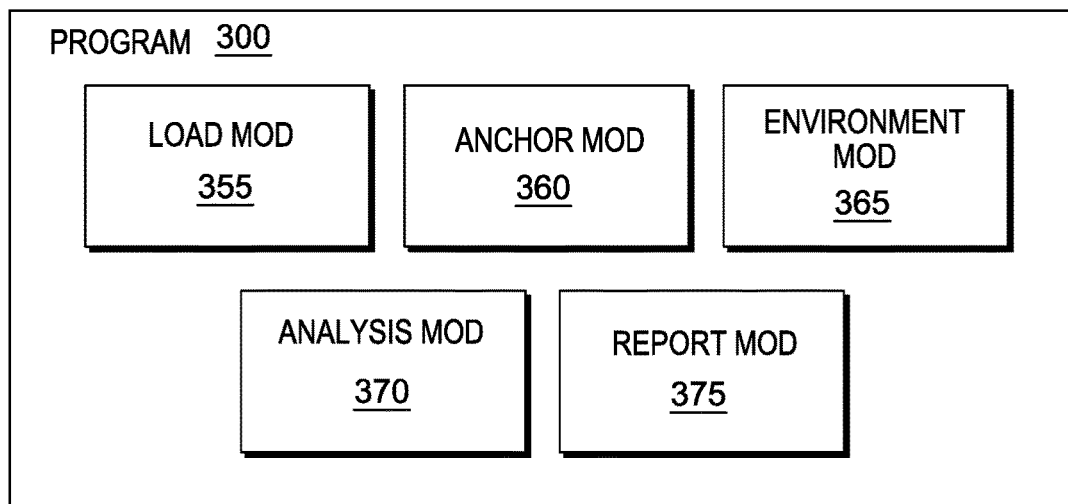 PROGRAM 300
LOAD MOD
355
ANCHOR MOD
360
ENVIRONMENT
MOD
365
ANALYSIS MOD
370
REPORT MOD
375